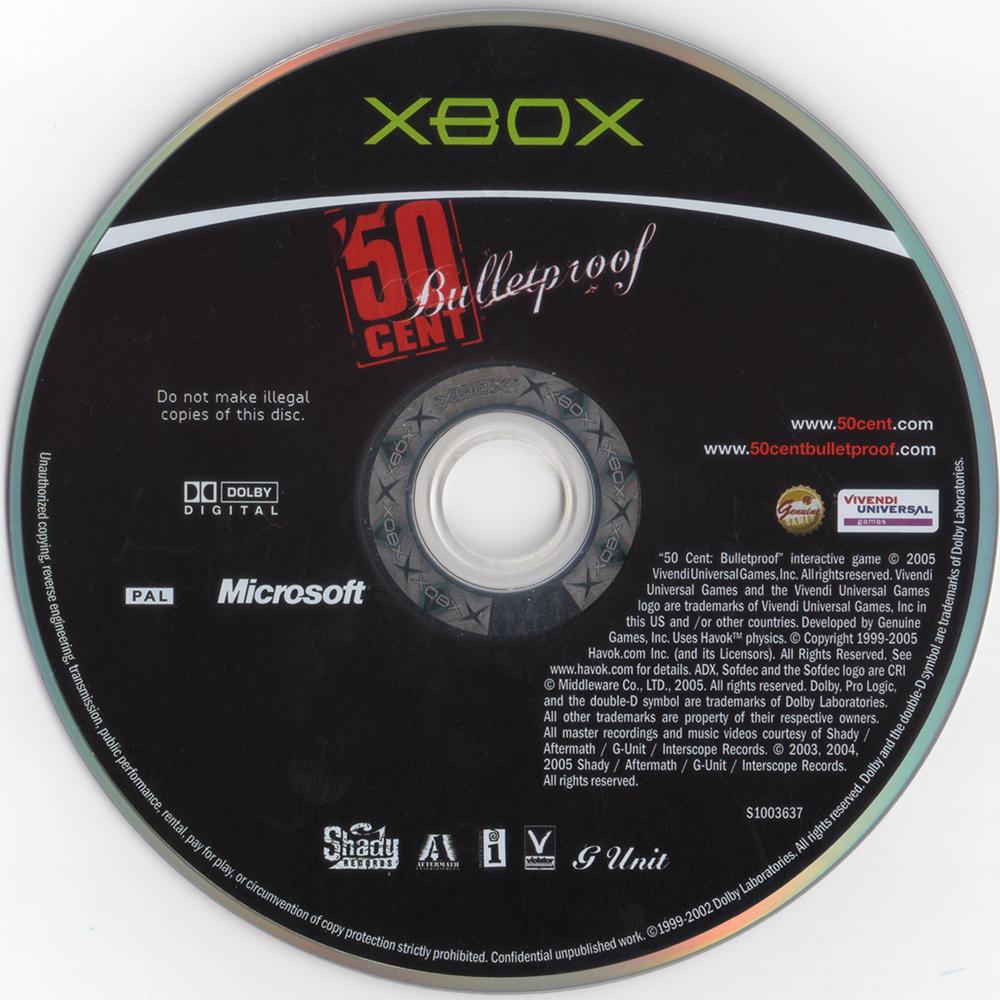 XBOX
50
CENT
Bulletproof
XBOX
XBOX
XBOX
XBOX
XBOX
XBOX
XBOX
Do not make illegal
copies of this disc.
www.50cent.com
www.50centbulletproof.com
DOLBY
DIGITAL
Genuine
GAMES
VIVENDI
UNIVERSAL
games
PAL
Microsoft
“50 Cent: Bulletproof” interactive game © 2005
Vivendi Universal Games, Inc. All rights reserved. Vivendi
Universal Games and the Vivendi Universal Games
logo are trademarks of Vivendi Universal Games, Inc in
this US and /or other countries. Developed by Genuine
Games, Inc. Uses Havok™ physics. © Copyright 1999-2005
Havok.com Inc. (and its Licensors). All Rights Reserved. See
www.havok.com for details. ADX, Sofdec and the Sofdec logo are CRI
© Middleware Co., LTD., 2005. All rights reserved. Dolby, Pro Logic,
and the double-D symbol are trademarks of Dolby Laboratories.
All other trademarks are property of their respective owners.
All master recordings and music videos courtesy of Shady /
Aftermath / G-Unit / Interscope Records. © 2003, 2004,
2005 Shady / Aftermath / G-Unit / Interscope Records.
All rights reserved.
S1003637
Shady
RECORDS
AFTERMATH
ENTERTAINMENT
i
V
violator
G Unit
Unauthorized copying, reverse engineering, transmission, public performance, rental, pay for play, or circumvention of copy protection strictly prohibited. Confidential unpublished work. ©1999-2002 Dolby Laboratories. All rights reserved. Dolby and the double-D symbol are trademarks of Dolby Laboratories.